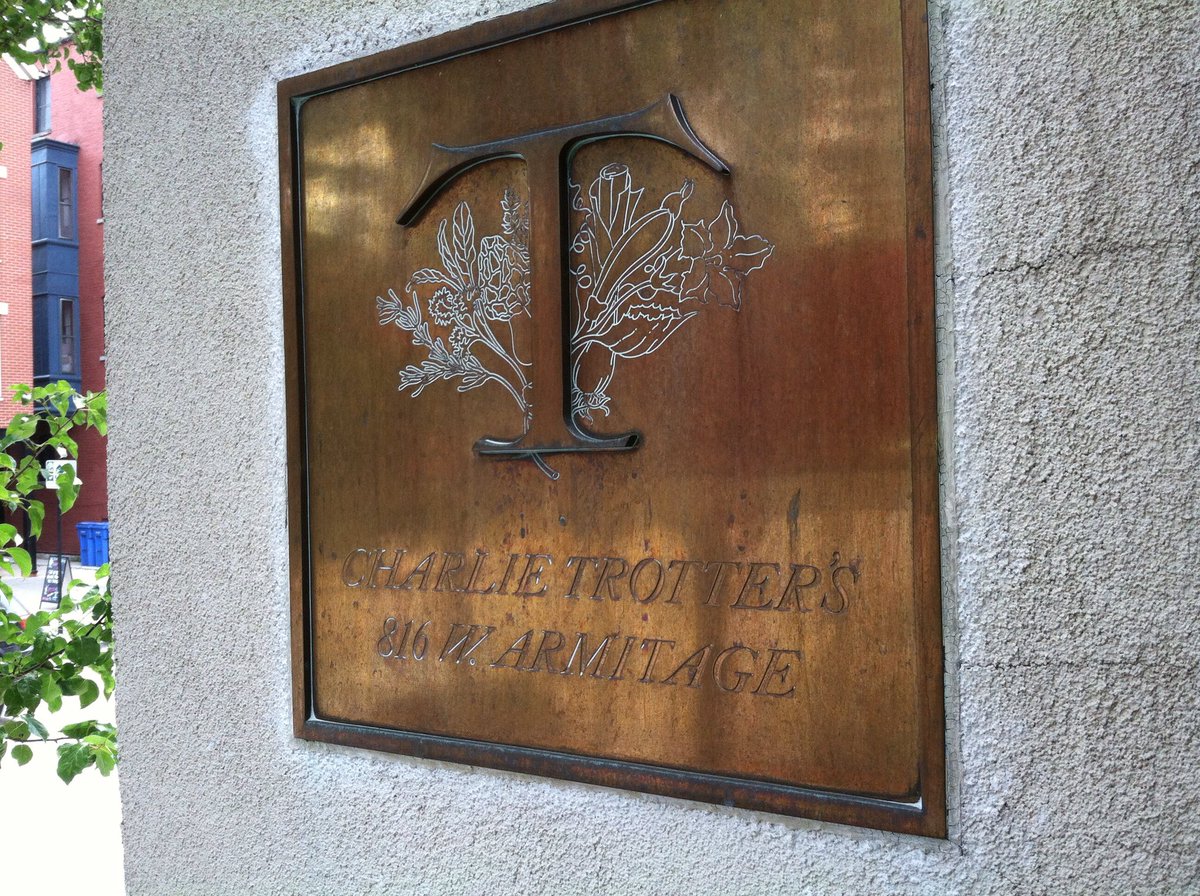 T
CHARLIE TROTTER'S
816 W. ARMITAGE